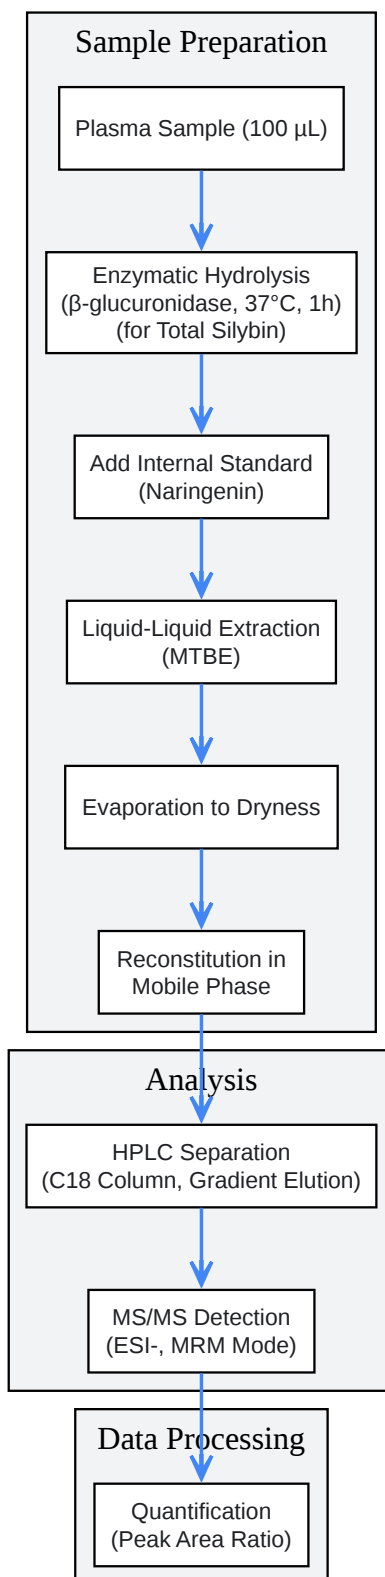 Sample Preparation
Plasma Sample (100 µL)
Enzymatic Hydrolysis
(β-glucuronidase, 37°C, 1h)
(for Total Silybin)
Add Internal Standard
(Naringenin)
Liquid-Liquid Extraction
(MTBE)
Evaporation to Dryness
Reconstitution in
Mobile Phase
Analysis
HPLC Separation
(C18 Column, Gradient Elution)
MS/MS Detection
(ESI-, MRM Mode)
Data Processing
Quantification
(Peak Area Ratio)